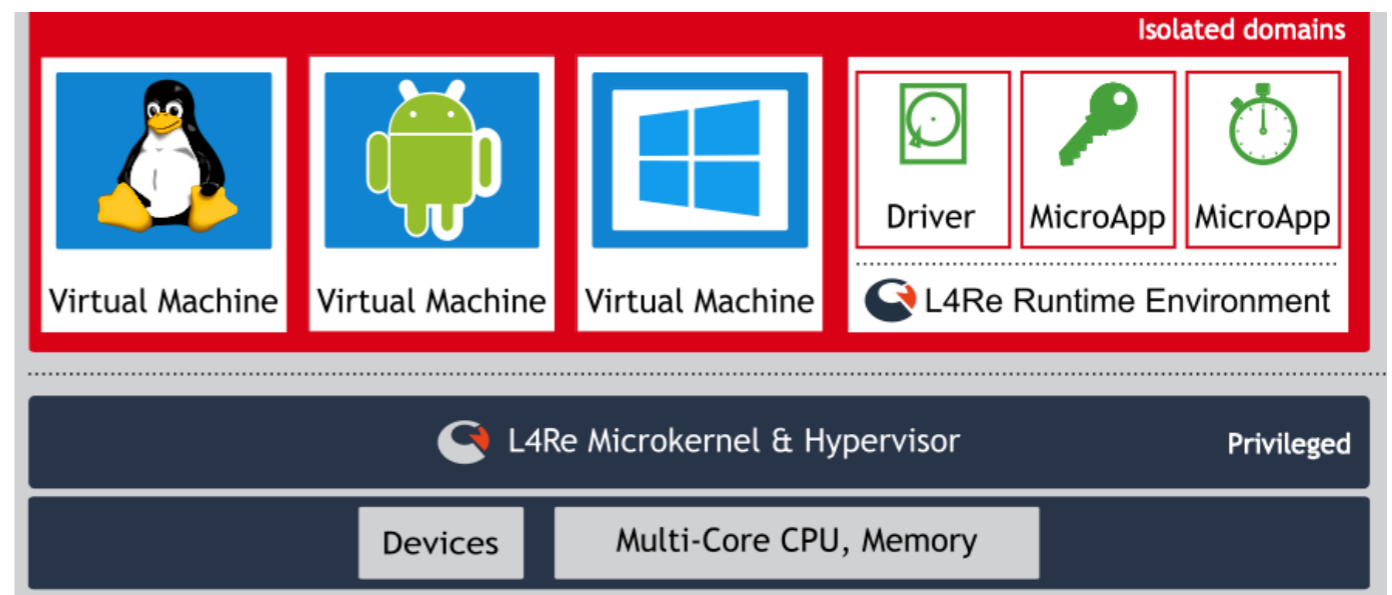 Isolated domains
Driver
MicroApp
MicroApp
Virtual Machine
Virtual Machine
Virtual Machine
L4Re Runtime Environment
L4Re Microkernel & Hypervisor
Privileged
Devices
Multi-Core CPU, Memory